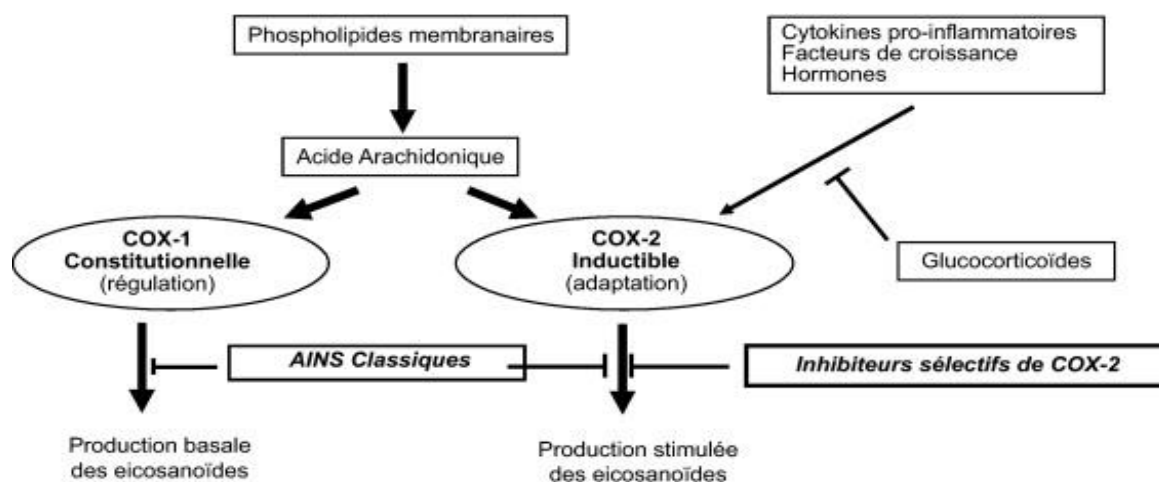 Phospholipides membranaires
Cytokines pro-inflammatoires
Facteurs de croissance
Hormones
Acide Arachidonique
COX-1
Constitutionnelle
(régulation)
COX-2
Inductible
(adaptation)
Glucocorticoïdes
AINS Classiques
Inhibiteurs sélectifs de COX-2
Production basale
des eicosanoïdes
Production stimulée
des eicosanoïdes